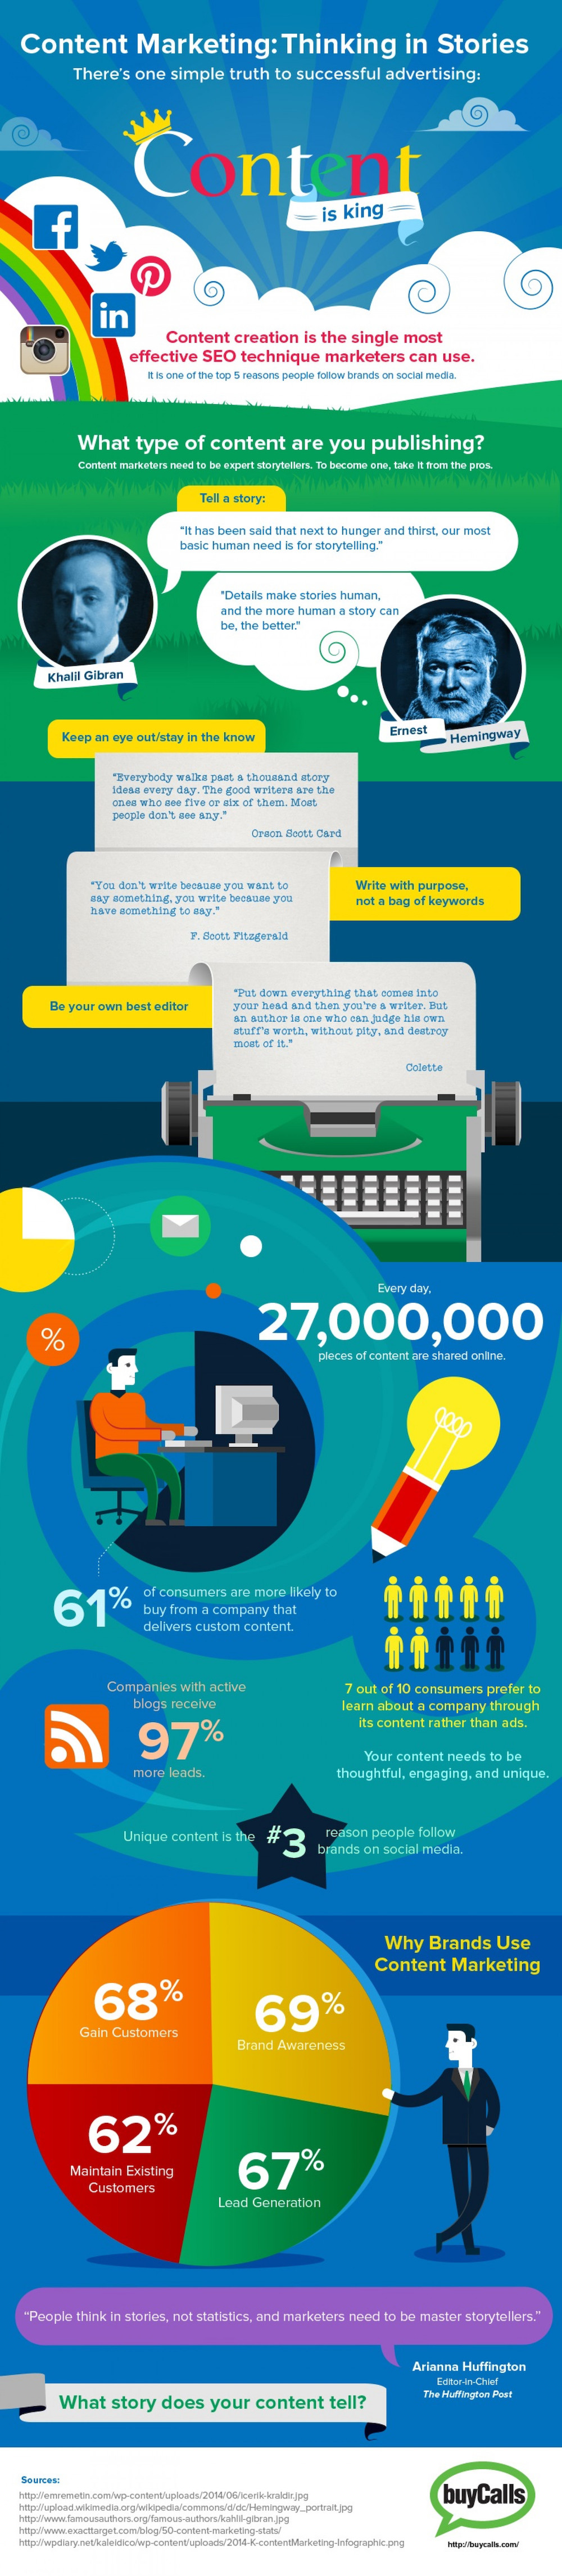 Content Marketing: Thinking in Stories
There's one simple truth to successful advertising:
Content
is king
Content creation is the single most
effective SEO technique marketers can use.
It is one of the top 5 reasons people follow brands on social media.
What type of content are you publishing?
Content marketers need to be expert storytellers. To become one, take it from the pros.
Tell a story:
"It has been said that next to hunger and thirst, our most
basic human need is for storytelling."
Khalil Gibran
"Details make stories human,
and the more human a story can
be, the better."
Ernest Hemingway
Keep an eye out/stay in the know
"Everybody walks past a thousand story
ideas every day. The good writers are the
ones who see five or six of them. Most
people don't see any."
Orson Scott Card
Write with purpose,
not a bag of keywords
"You don't write because you want to
say something, you write because you
have something to say."
F. Scott Fitzgerald
Be your own best editor
"Put down everything that comes into
your head and then you're a writer. But
an author is one who can judge his own
stuff's worth, without pity, and destroy
most of it."
Colette
Every day,
27,000,000
pieces of content are shared online.
%
61% of consumers are more likely to
buy from a company that
delivers custom content.
7 out of 10 consumers prefer to
learn about a company through
its content rather than ads.
Your content needs to be
thoughtful, engaging, and unique.
Companies with active
blogs receive
97%
more leads.
Unique content is the #3 reason people follow
brands on social media.
Why Brands Use
Content Marketing
68%
Gain Customers
69%
Brand Awareness
62%
Maintain Existing
Customers
67%
Lead Generation
"People think in stories, not statistics, and marketers need to be master storytellers."
Arianna Huffington
Editor-in-Chief
The Huffington Post
What story does your content tell?
Sources:
http://emremetin.com/wp-content/uploads/2014/06/icerik-kraldir.jpg
http://upload.wikimedia.org/wikipedia/commons/d/dc/Hemingway_portrait.jpg
http://www.famousauthors.org/famous-authors/kahlil-gibran.jpg
http://www.exacttarget.com/blog/50-content-marketing-stats/
http://wpdiary.net/kaleidico/wp-content/uploads/2014-K-contentMarketing-Infographic.png
buyCalls
http://buycalls.com/